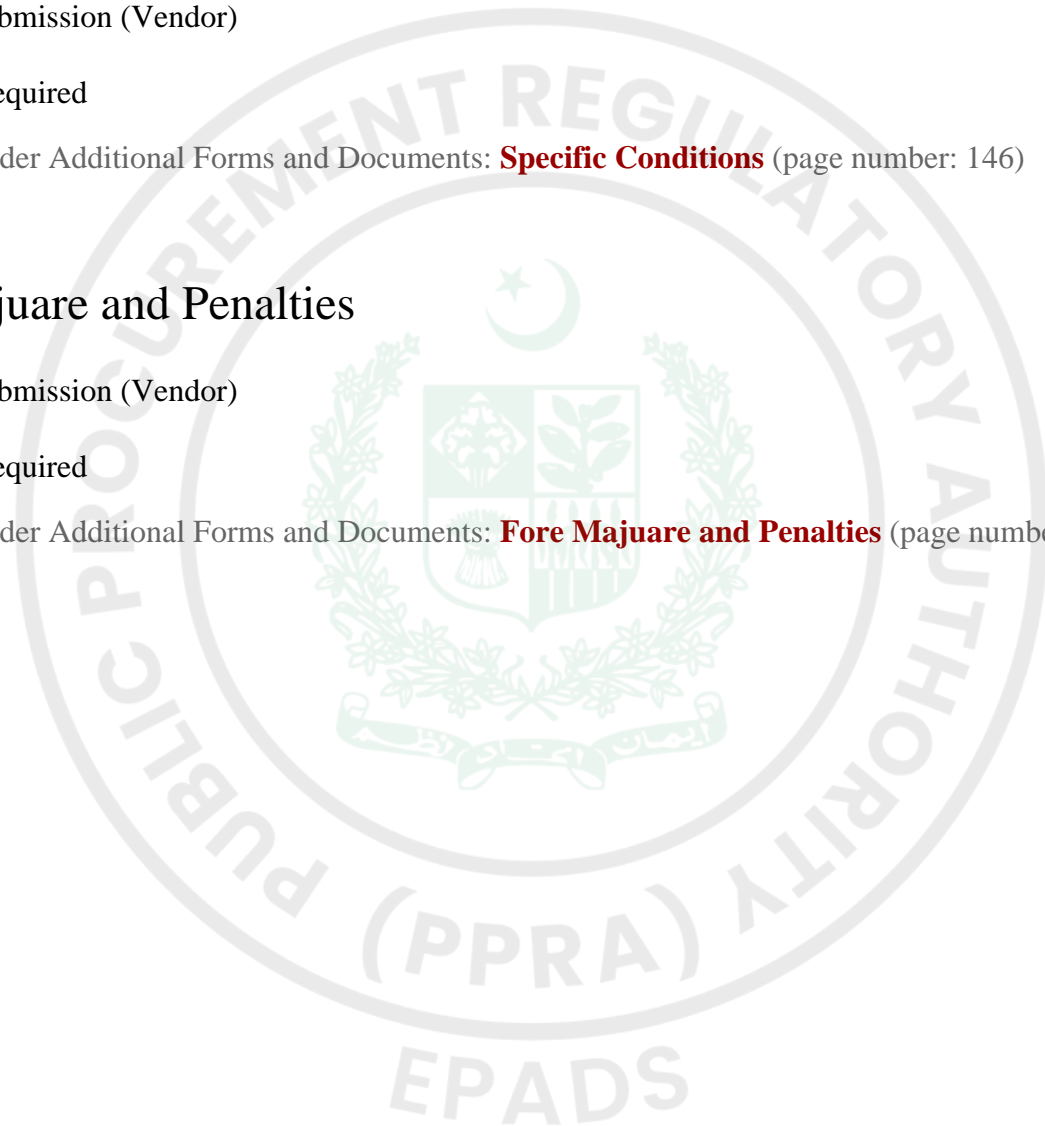 bmission (Vendor)
equired
der Additional Forms and Documents: Specific Conditions (page number: 146)
juare and Penalties
bmission (Vendor)
equired
der Additional Forms and Documents: Fore Majuare and Penalties (page numbe
PUBLIC PROCUREMENT REGULATORY AUTHORITY
(PPRA)
EPADS